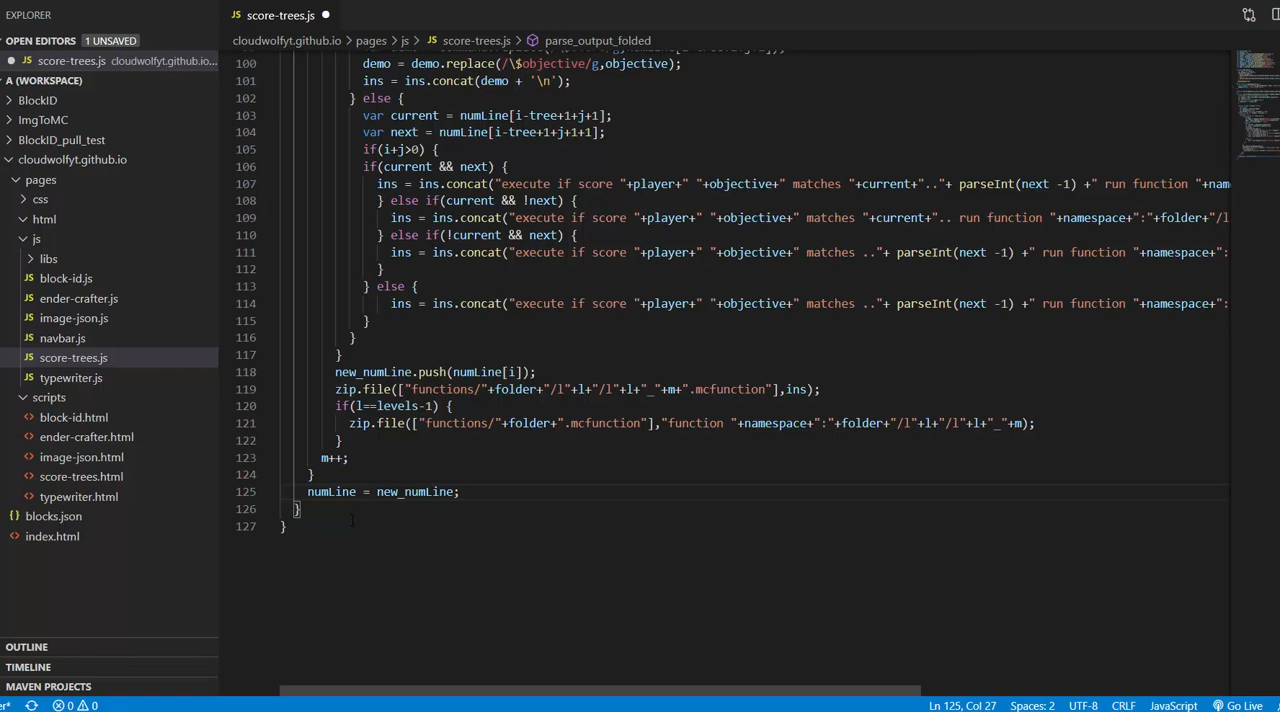 EXPLORER
OPEN EDITORS 1 UNSAVED
score-trees.js cloudwolfyt.github.io...
A (WORKSPACE)
BlockID
ImgToMC
BlockID_pull_test
cloudwolfyt.github.io
pages
css
html
js
libs
block-id.js
ender-crafter.js
image-json.js
navbar.js
score-trees.js
typewriter.js
scripts
block-id.html
ender-crafter.html
image-json.html
score-trees.html
typewriter.html
blocks.json
index.html
OUTLINE
TIMELINE
MAVEN PROJECTS
JS score-trees.js
cloudwolfyt.github.io > pages > js > JS score-trees.js > parse_output_folded
100 demo = demo.replace(/\$objective/g,objective);
101 ins = ins.concat(demo + '\n');
102 } else {
103 var current = numLine[i-tree+1+j+1];
104 var next = numLine[i-tree+1+j+1+1];
105 if(i+j>0) {
106 if(current && next) {
107 ins = ins.concat("execute if score "+player+" "+objective+" matches "+current+".."+ parseInt(next -1) +" run function "+name
108 } else if(current && !next) {
109 ins = ins.concat("execute if score "+player+" "+objective+" matches "+current+".. run function "+namespace+":"+folder+"/l
110 } else if(!current && next) {
111 ins = ins.concat("execute if score "+player+" "+objective+" matches .."+ parseInt(next -1) +" run function "+namespace+":
112 }
113 } else {
114 ins = ins.concat("execute if score "+player+" "+objective+" matches .."+ parseInt(next -1) +" run function "+namespace+":
115 }
116 }
117 }
118 new_numLine.push(numLine[i]);
119 zip.file(["functions/"+folder+"/l"+l+"/l"+l+"_"+m+".mcfunction"],ins);
120 if(l==levels-1) {
121 zip.file(["functions/"+folder+".mcfunction"],"function "+namespace+":"+folder+"/l"+l+"/l"+l+"_"+m);
122 }
123 m++;
124 }
125 numLine = new_numLine;
126 }
127 }
er* 0 0 Ln 125, Col 27 Spaces: 2 UTF-8 CRLF JavaScript Go Live